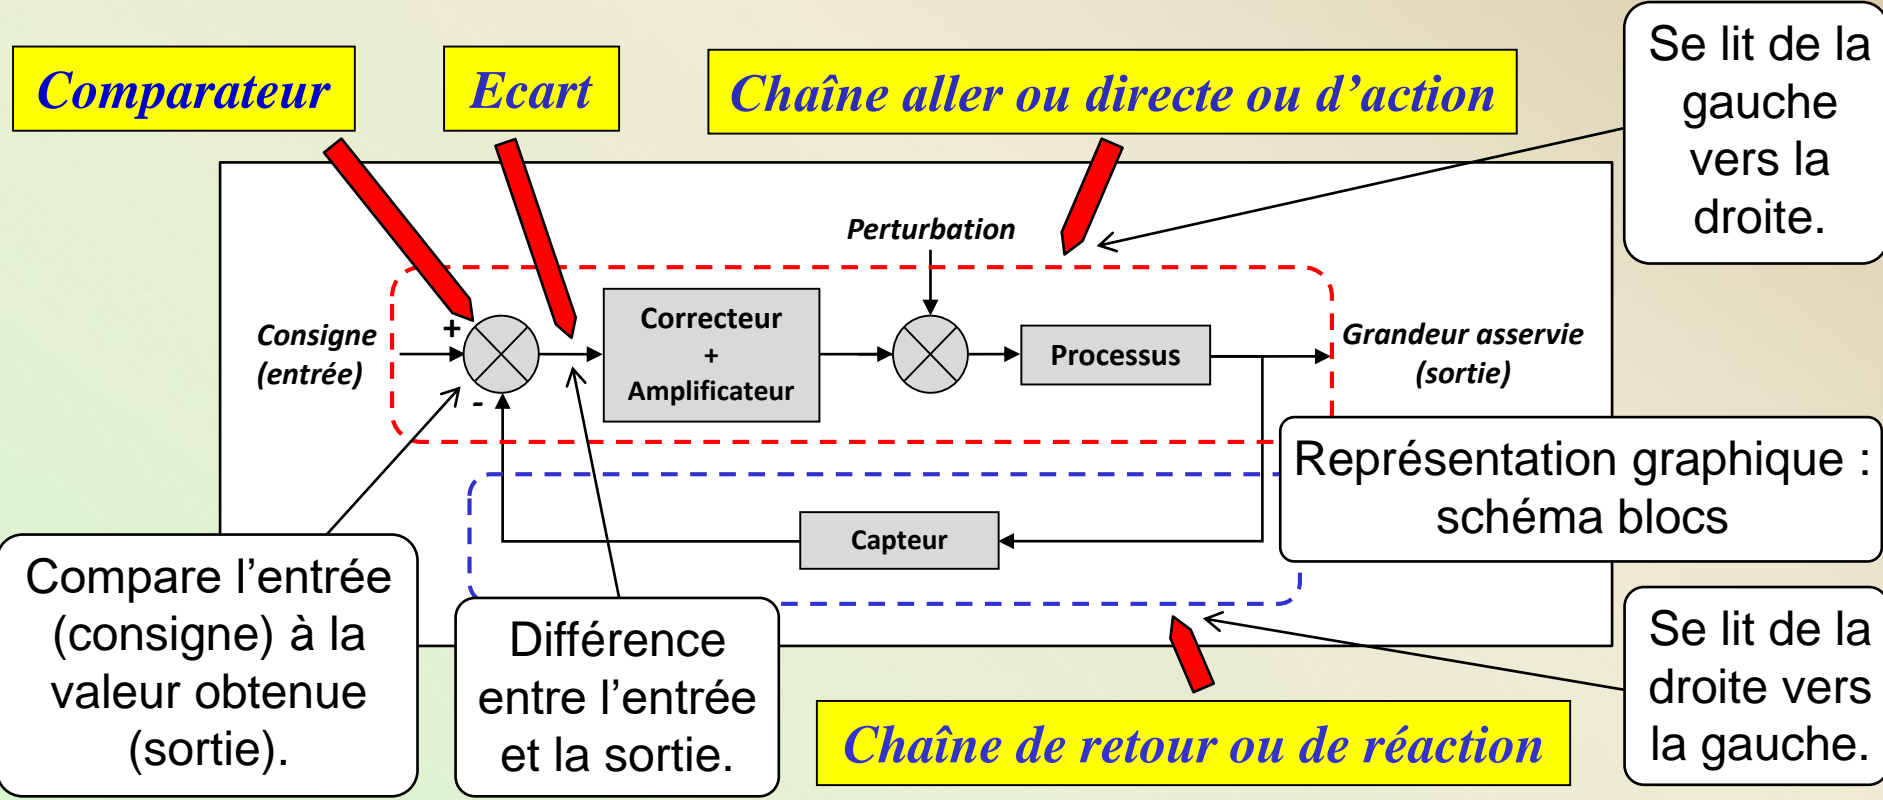 Comparateur
Ecart
Chaîne aller ou directe ou d’action
Se lit de la
gauche
vers la
droite.
Perturbation
Consigne
(entrée)
+
-
Correcteur
+
Amplificateur
Processus
Grandeur asservie
(sortie)
Représentation graphique :
schéma blocs
Capteur
Compare l’entrée
(consigne) à la
valeur obtenue
(sortie).
Différence
entre l’entrée
et la sortie.
Se lit de la
droite vers
la gauche.
Chaîne de retour ou de réaction